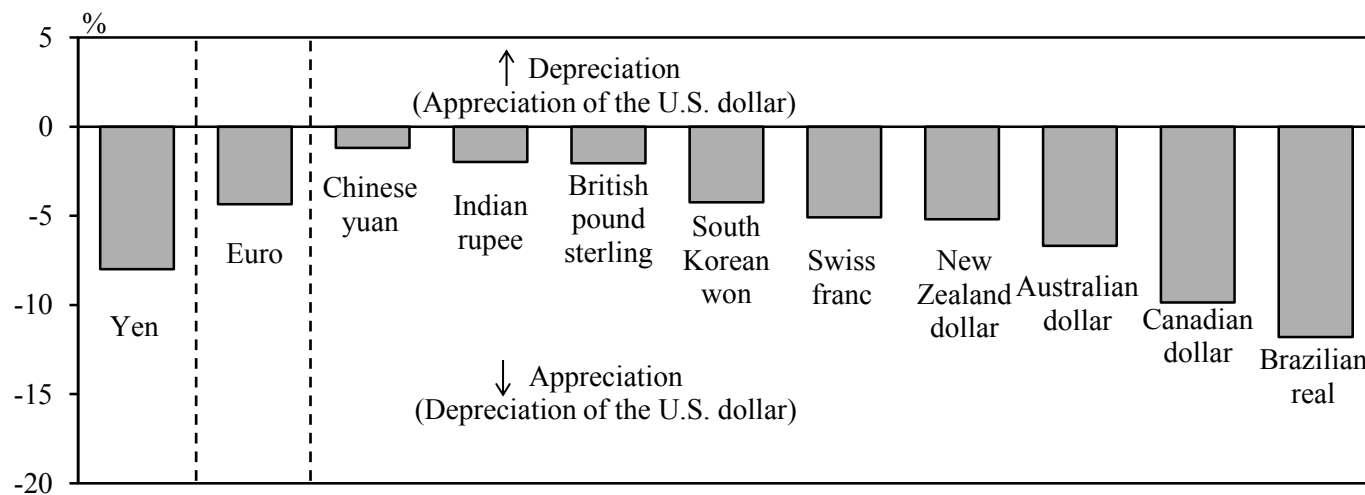 %
5
↑ Depreciation
(Appreciation of the U.S. dollar)
0
Chinese
yuan
Indian
rupee
British
pound
sterling
South
Korean
won
Swiss
franc
New
Zealand
dollar
Australian
dollar
Canadian
dollar
Brazilian
real
-5
Euro
-10
Yen
↓ Appreciation
(Depreciation of the U.S. dollar)
-15
-20